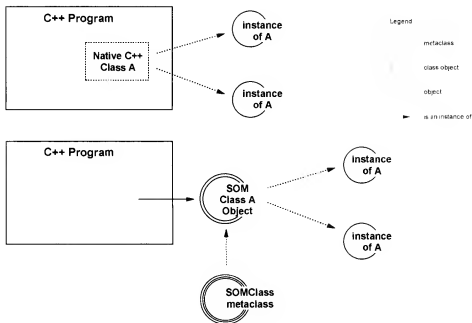 C++ Program
Native C++
Class A
instance
of A
instance
of A
Legend
metaclass
class object
object
is an instance of
C++ Program
SOM
Class A
Object
instance
of A
instance
of A
SOMClass
metaclass